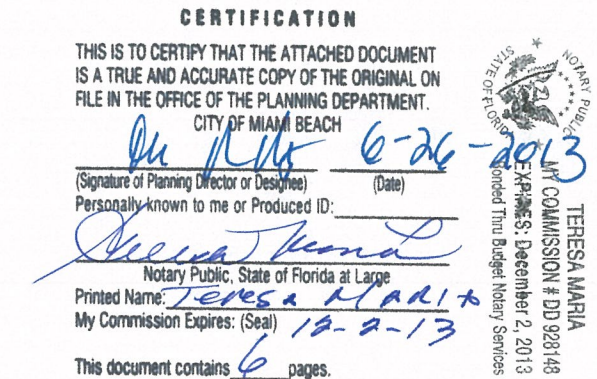 CERTIFICATION
THIS IS TO CERTIFY THAT THE ATTACHED DOCUMENT
IS A TRUE AND ACCURATE COPY OF THE ORIGINAL ON
FILE IN THE OFFICE OF THE PLANNING DEPARTMENT.
CITY OF MIAMI BEACH
6-26-2013
(Signature of Planning Director or Designee) (Date)
Personally known to me or Produced ID:
Notary Public, State of Florida at Large
Printed Name: Teresa Maria
My Commission Expires: (Seal) 12-2-13
This document contains 6 pages.
NOTARY PUBLIC
STATE OF FLORIDA
TERESA MARIA
MY COMMISSION # DD 928148
EXPIRES: December 2, 2013
Bonded Thru Budget Notary Services